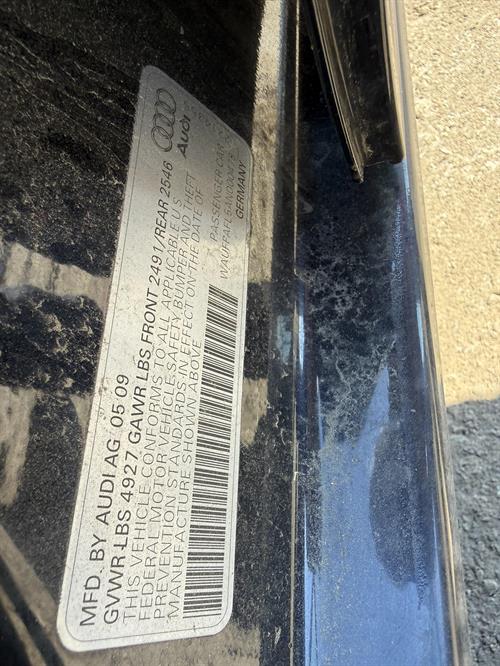 MFD. BY AUDI AG 05 09
GVWR-LBS 4927 GAWR LBS FRONT 2491/REAR 2546
THIS VEHICLE CONFORMS TO ALL APPLICABLE U S
FEDERAL MOTOR VEHICLE SAFETY, BUMPER AND THEFT
PREVENTION STANDARDS IN EFFECT ON THE DATE OF
MANUFACTURE SHOWN ABOVE
PASSENGER CAR
GERMANY
Audi